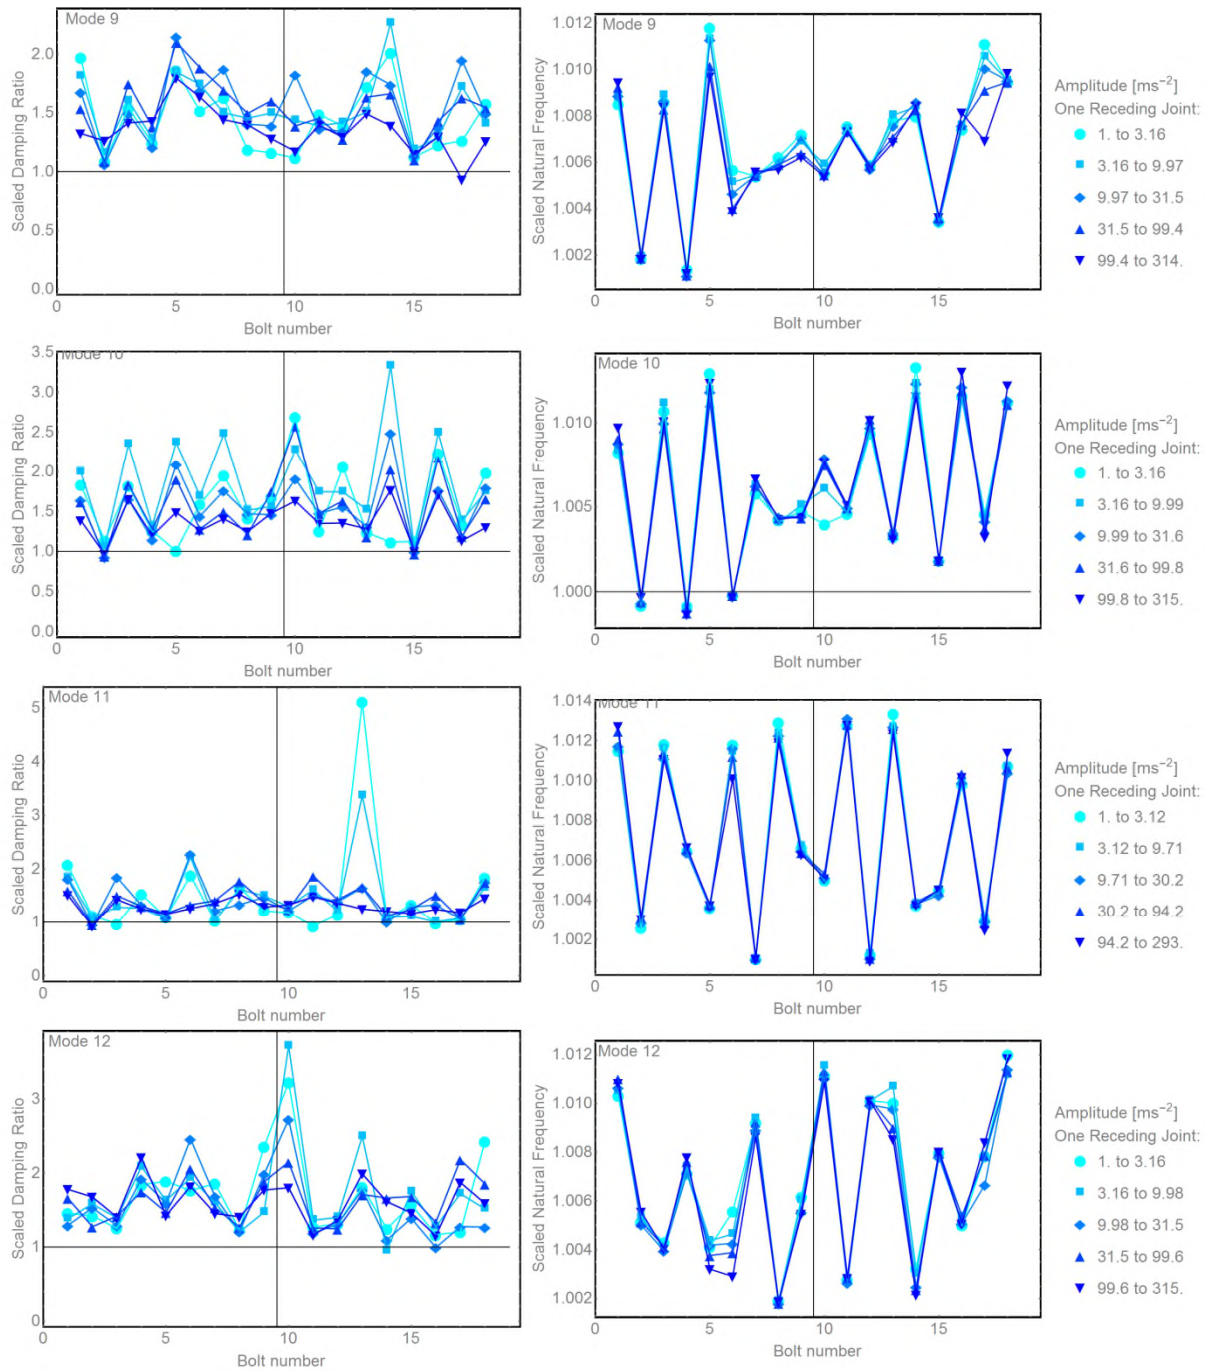 Mode 9
Scaled Damping Ratio
2.0
1.5
1.0
0.5
0.0
0 5 10 15
Bolt number
Mode 9
Scaled Natural Frequency
1.012
1.010
1.008
1.006
1.004
1.002
0 5 10 15
Bolt number
Amplitude [ms⁻²]
One Receding Joint:
1. to 3.16
3.16 to 9.97
9.97 to 31.5
31.5 to 99.4
99.4 to 314.
Mode 10
Scaled Damping Ratio
3.5
3.0
2.5
2.0
1.5
1.0
0.5
0.0
0 5 10 15
Bolt number
Mode 10
Scaled Natural Frequency
1.010
1.005
1.000
0 5 10 15
Bolt number
Amplitude [ms⁻²]
One Receding Joint:
1. to 3.16
3.16 to 9.99
9.99 to 31.6
31.6 to 99.8
99.8 to 315.
Mode 11
Scaled Damping Ratio
5
4
3
2
1
0
0 5 10 15
Bolt number
Mode 11
Scaled Natural Frequency
1.014
1.012
1.010
1.008
1.006
1.004
1.002
0 5 10 15
Bolt number
Amplitude [ms⁻²]
One Receding Joint:
1. to 3.12
3.12 to 9.71
9.71 to 30.2
30.2 to 94.2
94.2 to 293.
Mode 12
Scaled Damping Ratio
3
2
1
0
0 5 10 15
Bolt number
Mode 12
Scaled Natural Frequency
1.012
1.010
1.008
1.006
1.004
1.002
0 5 10 15
Bolt number
Amplitude [ms⁻²]
One Receding Joint:
1. to 3.16
3.16 to 9.98
9.98 to 31.5
31.5 to 99.6
99.6 to 315.